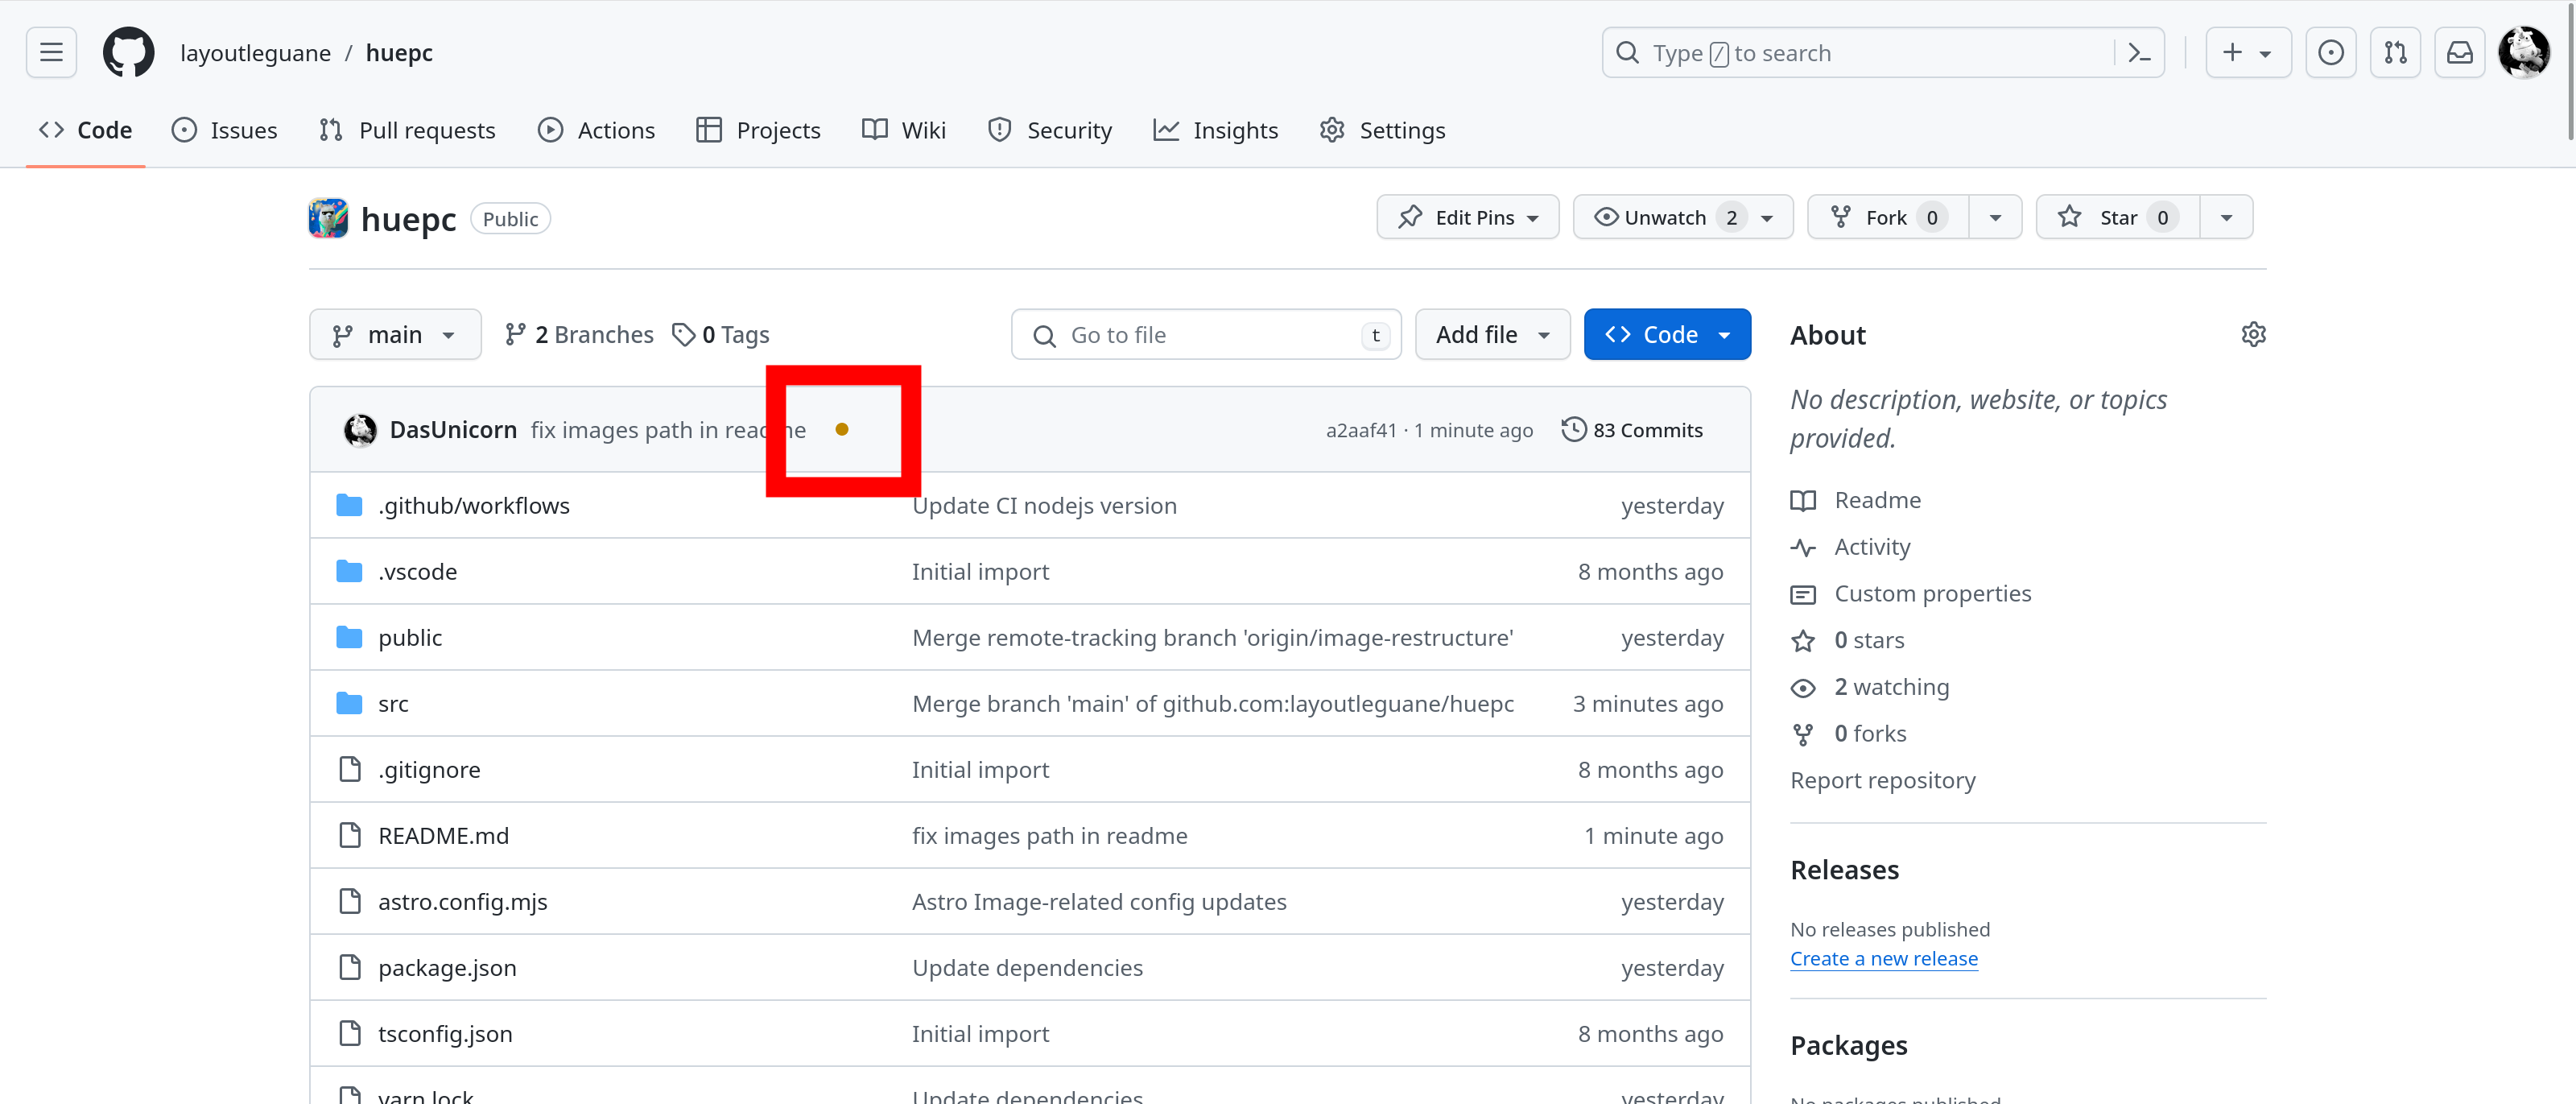 layoutleguane / huepc
Type / to search
Code Issues Pull requests Actions Projects Wiki Security Insights Settings
huepc Public
Edit Pins Unwatch 2 Fork 0 Star 0
main 2 Branches 0 Tags Go to file t Add file Code
DasUnicorn fix images path in readme a2aaf41 · 1 minute ago 83 Commits
.github/workflows Update CI nodejs version yesterday
.vscode Initial import 8 months ago
public Merge remote-tracking branch 'origin/image-restructure' yesterday
src Merge branch 'main' of github.com:layoutleguane/huepc 3 minutes ago
.gitignore Initial import 8 months ago
README.md fix images path in readme 1 minute ago
astro.config.mjs Astro Image-related config updates yesterday
package.json Update dependencies yesterday
tsconfig.json Initial import 8 months ago
yarn.lock Update dependencies yesterday
About
No description, website, or topics
provided.
Readme
Activity
Custom properties
0 stars
2 watching
0 forks
Report repository
Releases
No releases published
Create a new release
Packages
No packages published